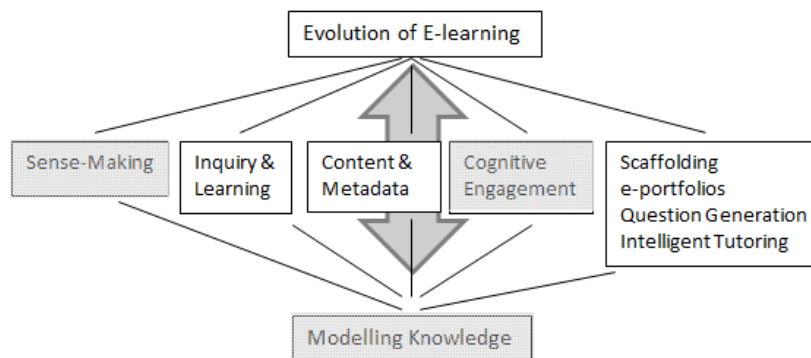 Evolution of E-learning
Sense-Making
Inquiry &
Learning
Content &
Metadata
Cognitive
Engagement
Scaffolding
e-portfolios
Question Generation
Intelligent Tutoring
Modelling Knowledge